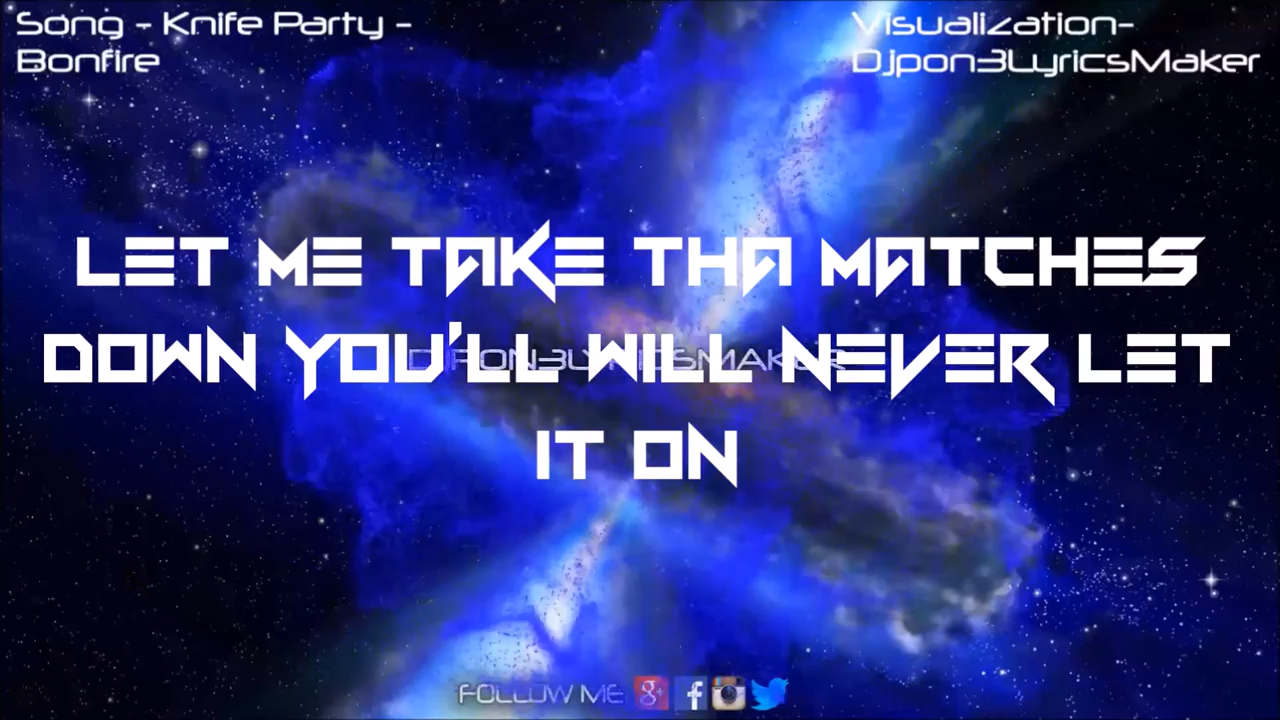 Song - Knife Party -
Bonfire
Visualization-
Djpon3LyricsMaker
LET ME TAKE THA MATCHES
DOWN YOU'LL WILL NEVER LET
IT ON
DJPON3LYRICSMAKER
FOLLOW ME